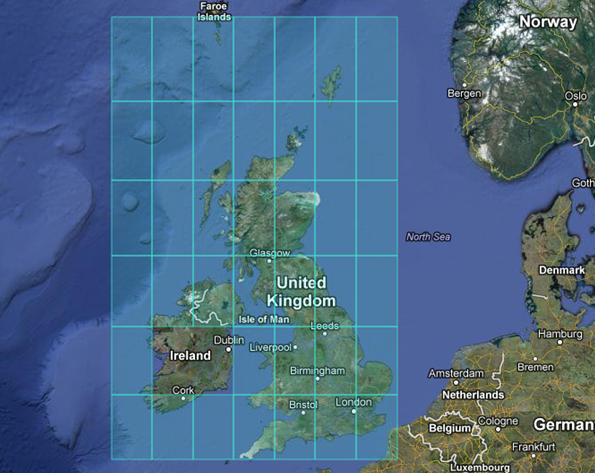 Faroe
Islands
Norway
Bergen
Oslo
Goth
North Sea
Glasgow
Denmark
United
Kingdom
Isle of Man
Leeds
Hamburg
Dublin
Liverpool
Ireland
Bremen
Birmingham
Amsterdam
Cork
Netherlands
Bristol
London
Belgium
Cologne
German
Frankfurt
Luxembourg